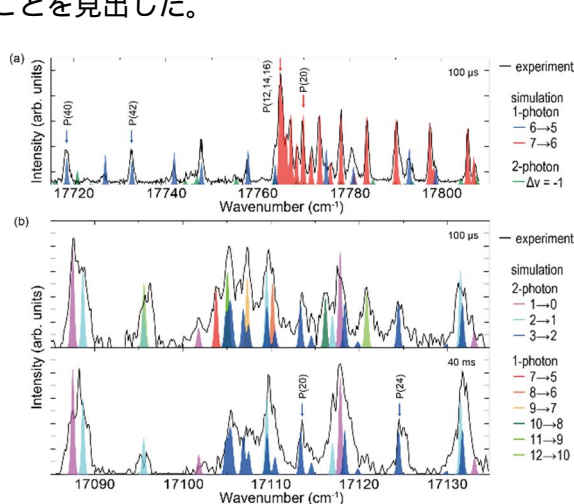 ことを見出した。
(a)
Intensity (arb. units)
P(40)
P(42)
P(12,14,16)
P(20)
100 μs
17720 17740 17760 17780 17800
Wavenumber (cm⁻¹)
— experiment
simulation
1-photon
6→5
7→6
2-photon
Δv = -1
(b)
Intensity (arb. units)
100 μs
40 ms
P(20)
P(24)
17090 17100 17110 17120 17130
Wavenumber (cm⁻¹)
— experiment
simulation
2-photon
1→0
2→1
3→2
1-photon
7→5
8→6
9→7
10→8
11→9
12→10